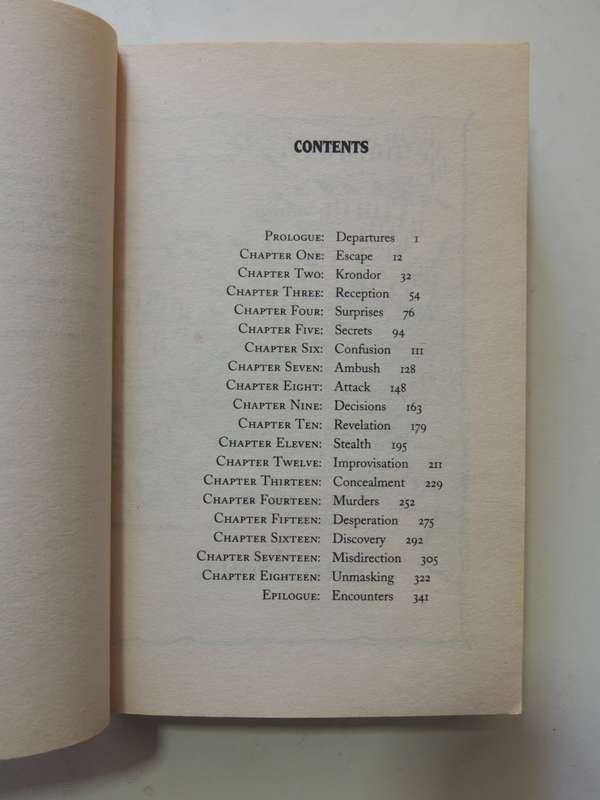 CONTENTS
PROLOGUE: Departures 1
CHAPTER ONE: Escape 12
CHAPTER TWO: Krondor 32
CHAPTER THREE: Reception 54
CHAPTER FOUR: Surprises 76
CHAPTER FIVE: Secrets 94
CHAPTER SIX: Confusion 111
CHAPTER SEVEN: Ambush 128
CHAPTER EIGHT: Attack 148
CHAPTER NINE: Decisions 163
CHAPTER TEN: Revelation 179
CHAPTER ELEVEN: Stealth 195
CHAPTER TWELVE: Improvisation 211
CHAPTER THIRTEEN: Concealment 229
CHAPTER FOURTEEN: Murders 252
CHAPTER FIFTEEN: Desperation 275
CHAPTER SIXTEEN: Discovery 292
CHAPTER SEVENTEEN: Misdirection 305
CHAPTER EIGHTEEN: Unmasking 322
EPILOGUE: Encounters 341